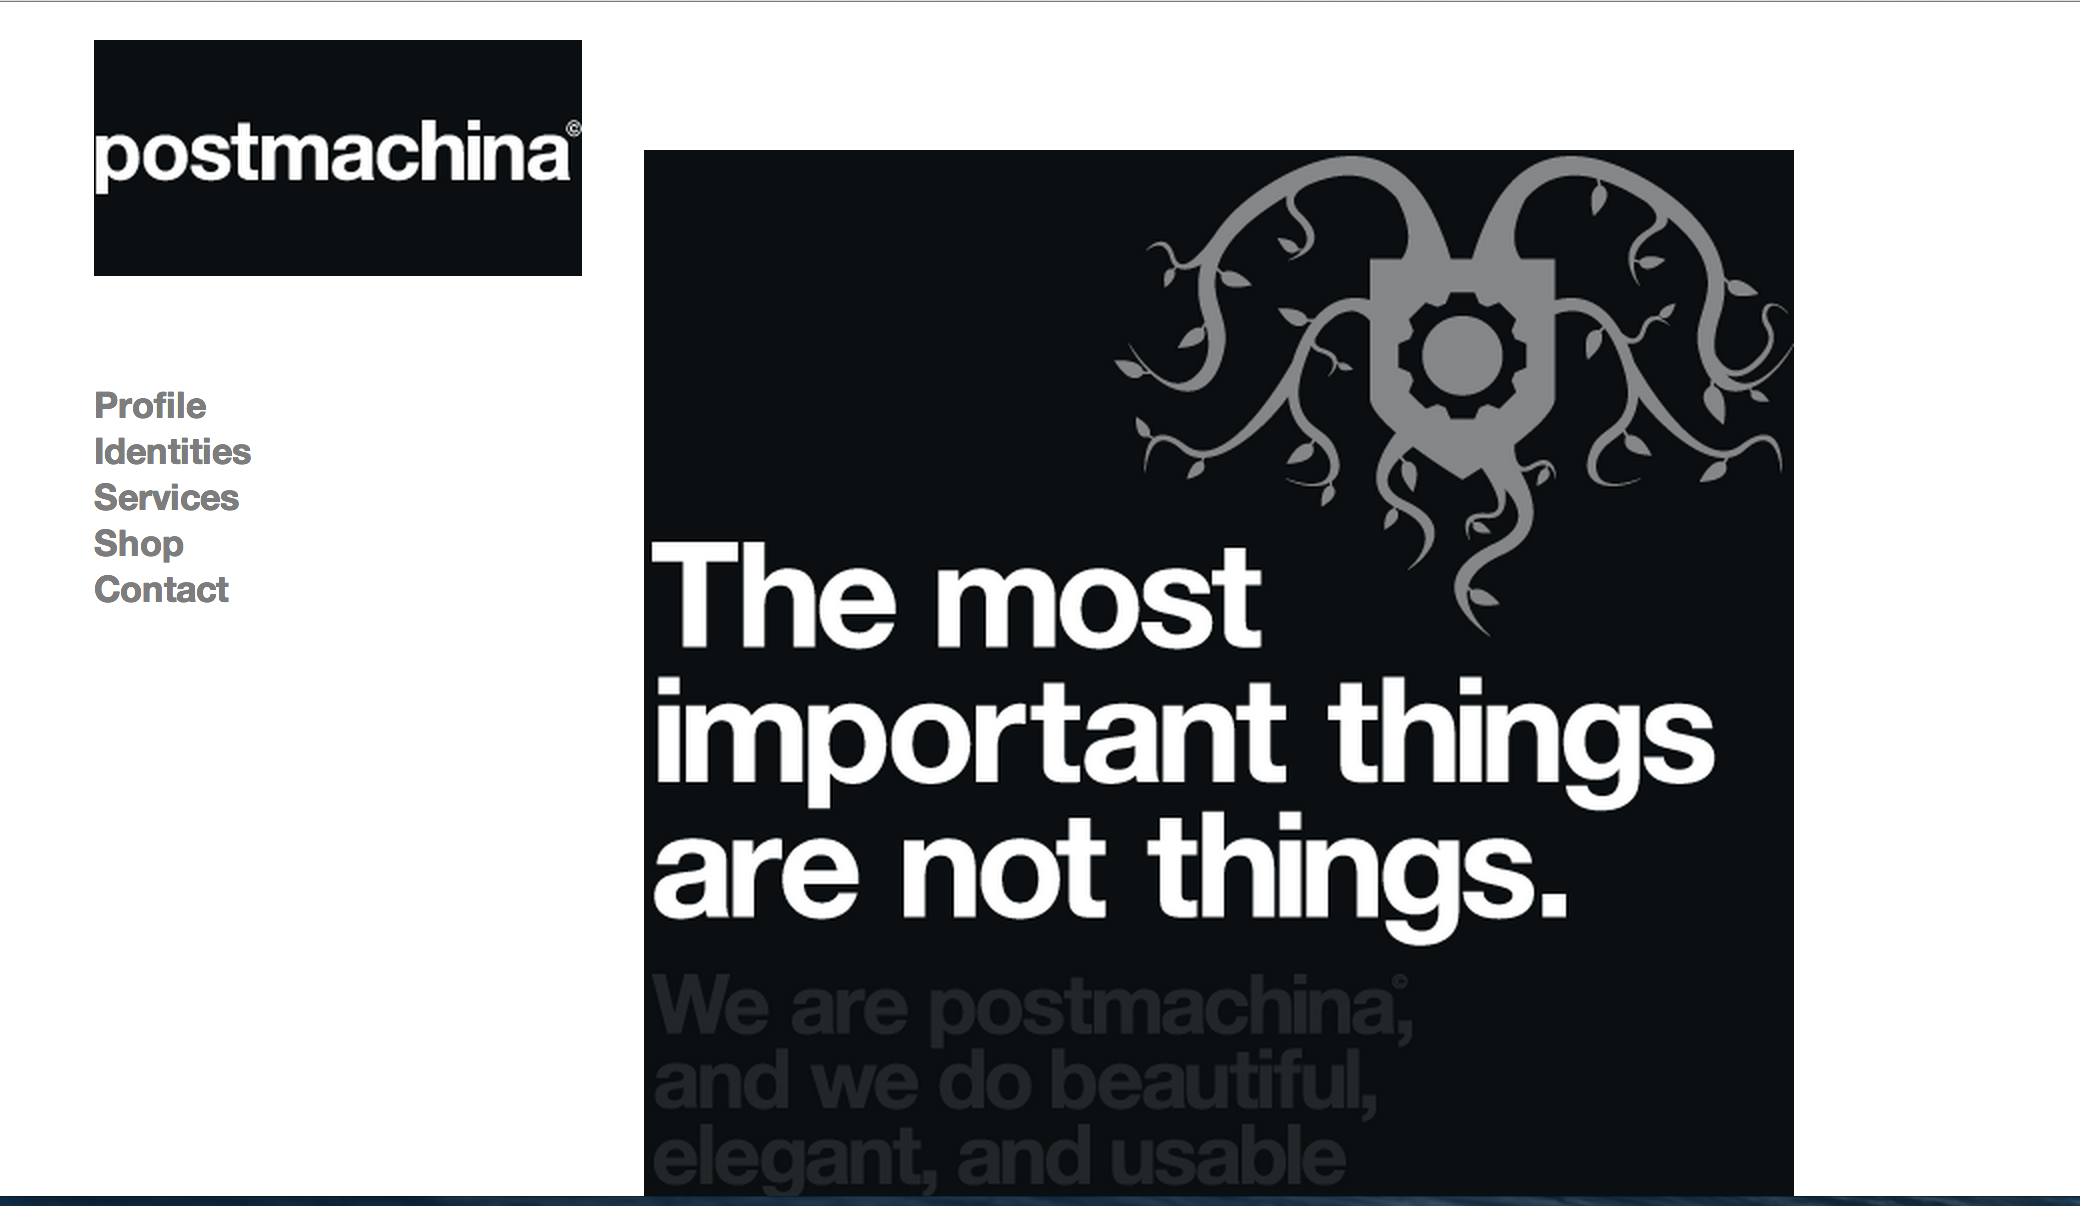 postmachina©
Profile
Identities
Services
Shop
Contact
The most
important things
are not things.
We are postmachina©,
and we do beautiful,
elegant, and usable